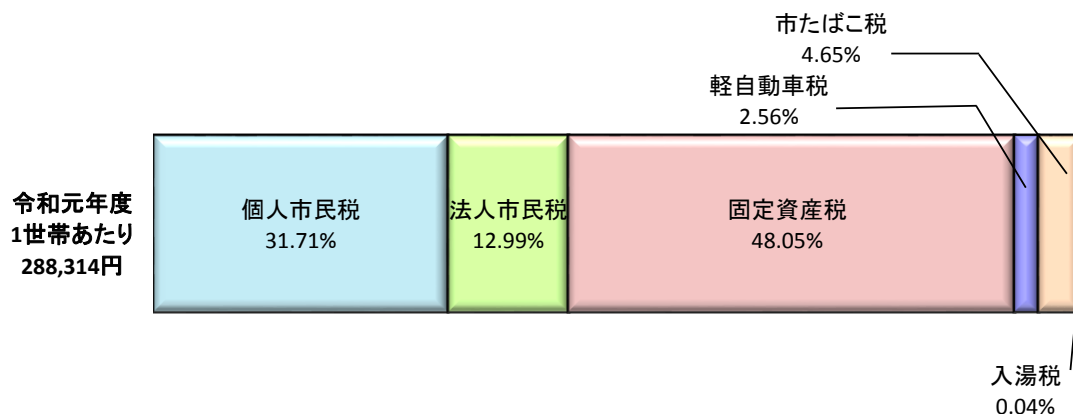 市たばこ税
4.65%
軽自動車税
2.56%
令和元年度
1世帯あたり
288,314円
個人市民税
31.71%
法人市民税
12.99%
固定資産税
48.05%
入湯税
0.04%